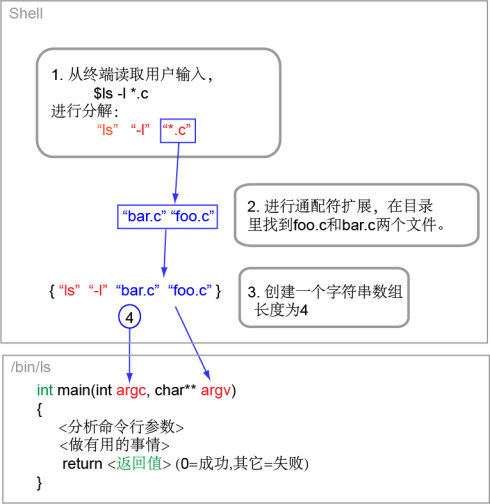 Shell
1. 从终端读取用户输入，
$ls -l *.c
进行分解：
“ls” “-l” “*.c”
“bar.c” “foo.c”
2. 进行通配符扩展，在目录
里找到foo.c和bar.c两个文件。
{ “ls” “-l” “bar.c” “foo.c” }
3. 创建一个字符串数组
长度为4
4
/bin/ls
int main(int argc, char** argv)
{
<分析命令行参数>
<做有用的事情>
return <返回值> (0=成功,其它=失败)
}